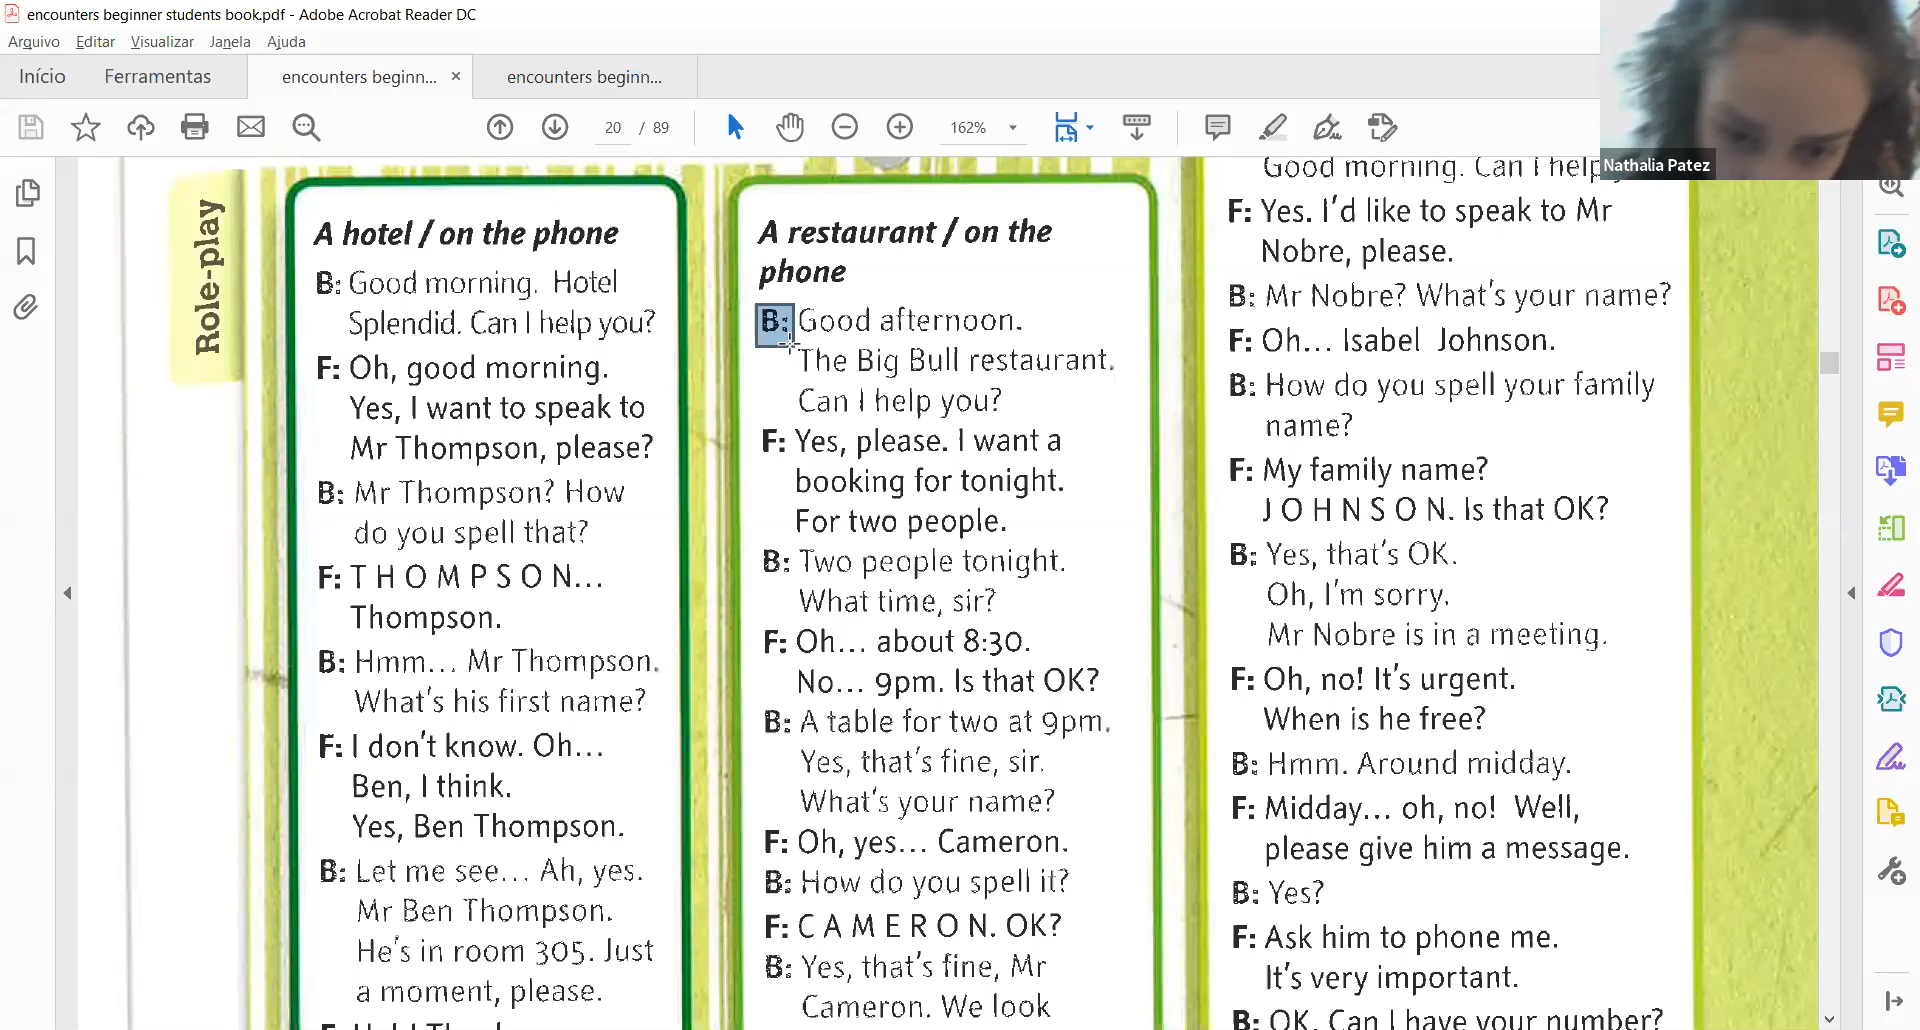 encounters beginner students book.pdf - Adobe Acrobat Reader DC
Arquivo Editar Visualizar Janela Ajuda
Início Ferramentas encounters beginn... × encounters beginn...
20 / 89 162%
Nathalia Patez
Role-play
A hotel / on the phone
B: Good morning. Hotel
Splendid. Can I help you?
F: Oh, good morning.
Yes, I want to speak to
Mr Thompson, please?
B: Mr Thompson? How
do you spell that?
F: T H O M P S O N...
Thompson.
B: Hmm... Mr Thompson.
What's his first name?
F: I don't know. Oh...
Ben, I think.
Yes, Ben Thompson.
B: Let me see... Ah, yes.
Mr Ben Thompson.
He's in room 305. Just
a moment, please.
A restaurant / on the
phone
B: Good afternoon.
The Big Bull restaurant.
Can I help you?
F: Yes, please. I want a
booking for tonight.
For two people.
B: Two people tonight.
What time, sir?
F: Oh... about 8:30.
No... 9pm. Is that OK?
B: A table for two at 9pm.
Yes, that's fine, sir.
What's your name?
F: Oh, yes... Cameron.
B: How do you spell it?
F: C A M E R O N. OK?
B: Yes, that's fine, Mr
Cameron. We look
Good morning. Can I help
F: Yes. I'd like to speak to Mr
Nobre, please.
B: Mr Nobre? What's your name?
F: Oh... Isabel Johnson.
B: How do you spell your family
name?
F: My family name?
J O H N S O N. Is that OK?
B: Yes, that's OK.
Oh, I'm sorry.
Mr Nobre is in a meeting.
F: Oh, no! It's urgent.
When is he free?
B: Hmm. Around midday.
F: Midday... oh, no! Well,
please give him a message.
B: Yes?
F: Ask him to phone me.
It's very important.
B: OK. Can I have your number?